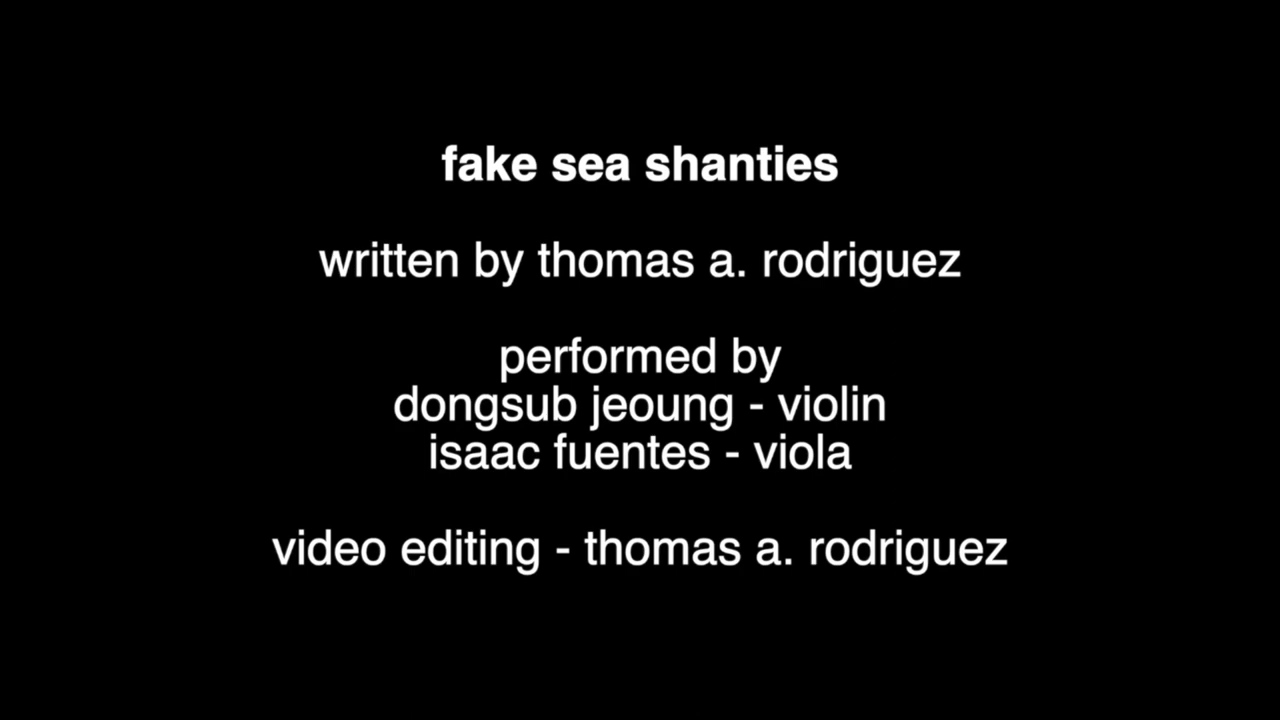 fake sea shanties
written by thomas a. rodriguez
performed by
dongsub jeoung - violin
isaac fuentes - viola
video editing - thomas a. rodriguez